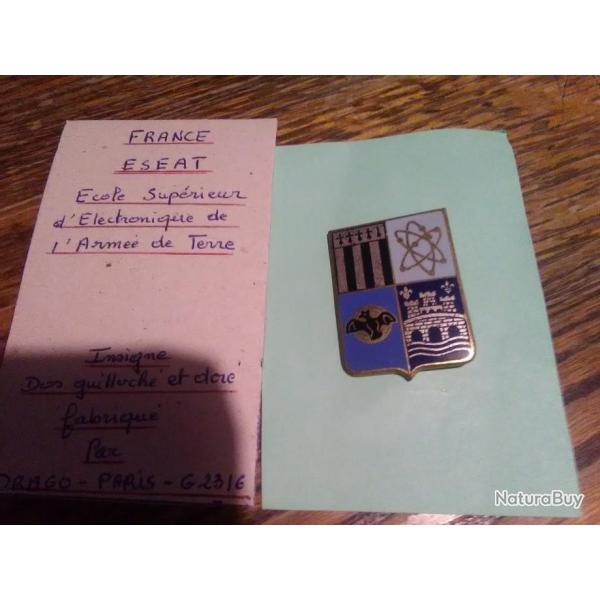 FRANCE
ESEAT
Ecole Supérieur
d'Electronique de
l'Armée de Terre
Insigne
Dos guilloché et dore
fabriqué
Par
DRAGO - PARIS - G.2316
NaturaBuy